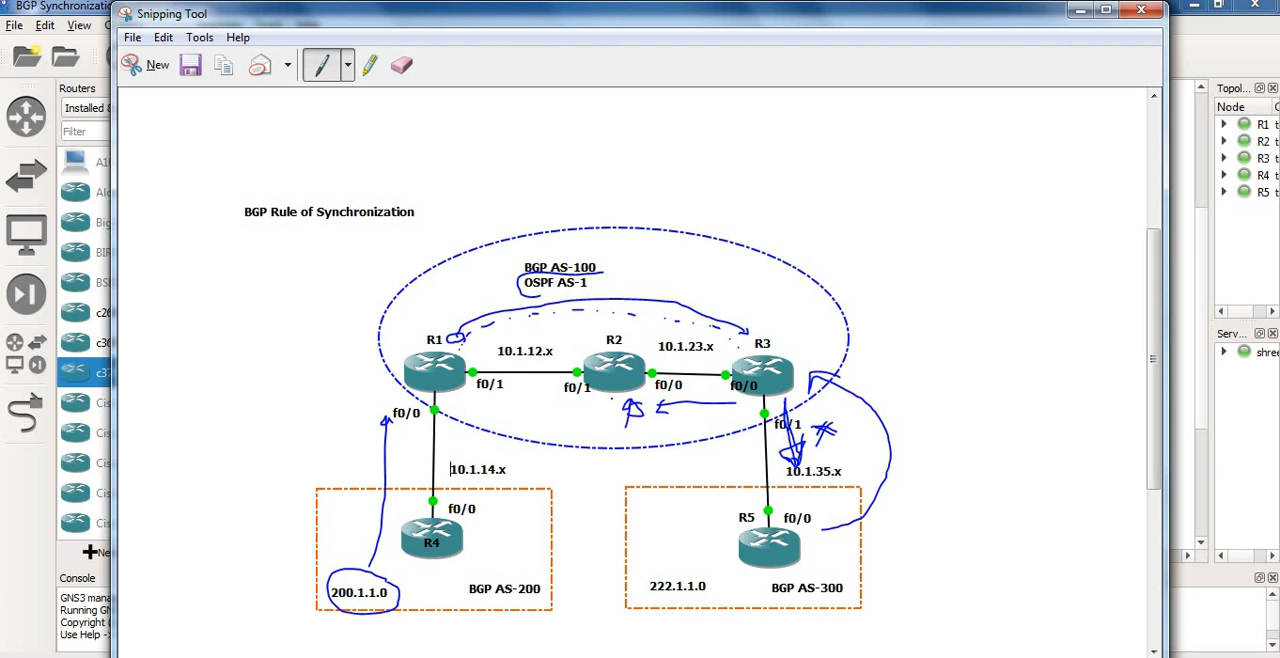 BGP Synchronizatio
Snipping Tool
File Edit View
File Edit Tools Help
New
Routers
Installed &
Filter
BGP Rule of Synchronization
BGP AS-100
OSPF AS-1
R1
R2
R3
10.1.12.x
10.1.23.x
f0/1
f0/1
f0/0
f0/0
f0/0
f0/1
10.1.14.x
10.1.35.x
f0/0
R5
f0/0
R4
200.1.1.0
BGP AS-200
222.1.1.0
BGP AS-300
Console
GNS3 mana
Running GN
Copyright (
Use Help ->
Topol...
Node
R1 t
R2 t
R3 t
R4 t
R5 t
Serv...
shree